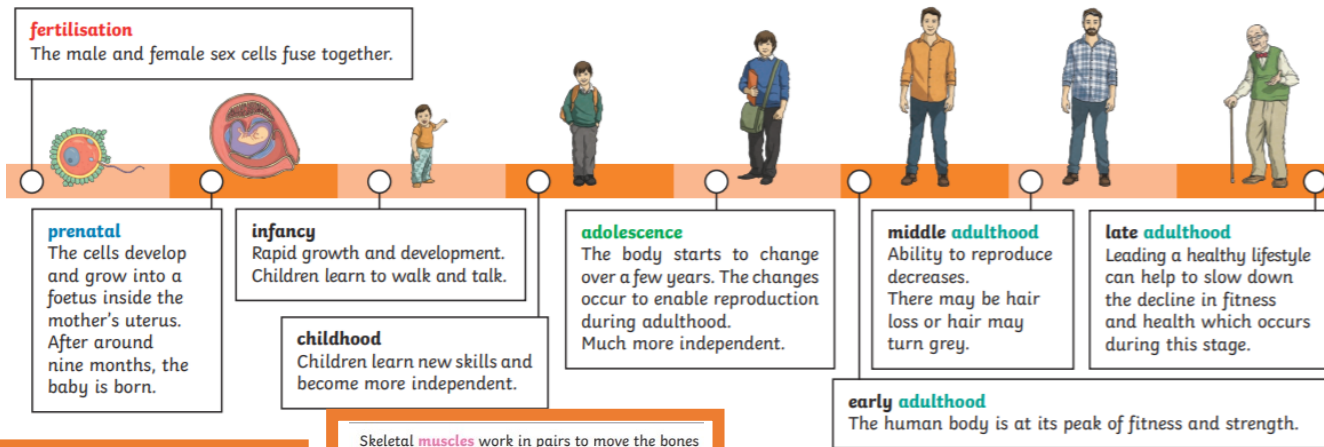 fertilisation
The male and female sex cells fuse together.
prenatal
The cells develop
and grow into a
foetus inside the
mother's uterus.
After around
nine months, the
baby is born.
infancy
Rapid growth and development.
Children learn to walk and talk.
childhood
Children learn new skills and
become more independent.
adolescence
The body starts to change
over a few years. The changes
occur to enable reproduction
during adulthood.
Much more independent.
early adulthood
The human body is at its peak of fitness and strength.
middle adulthood
Ability to reproduce
decreases.
There may be hair
loss or hair may
turn grey.
late adulthood
Leading a healthy lifestyle
can help to slow down
the decline in fitness
and health which occurs
during this stage.
Skeletal muscles work in pairs to move the bones